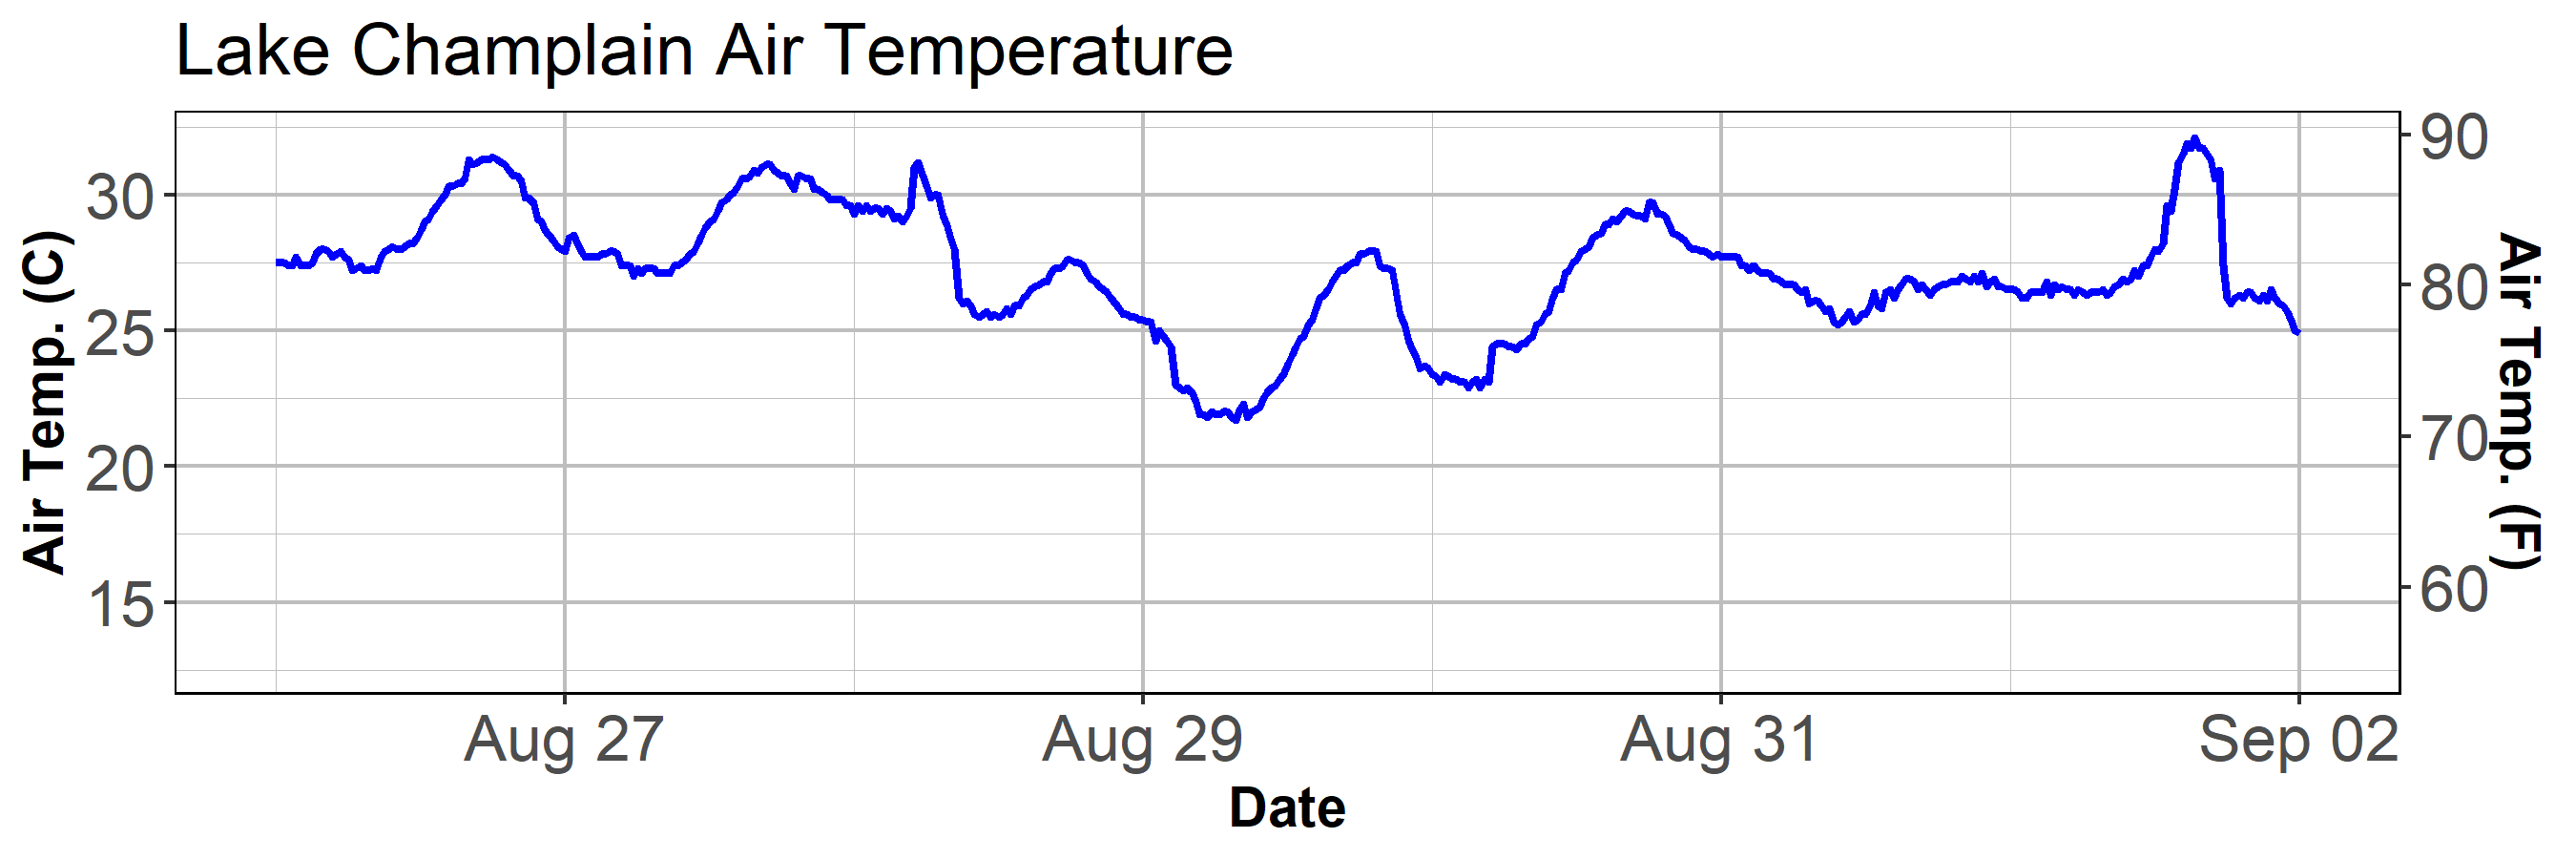 Lake Champlain Air Temperature
Air Temp. (C)
30
25
20
15
90
80
70
60
Air Temp. (F)
Aug 27
Aug 29
Aug 31
Sep 02
Date